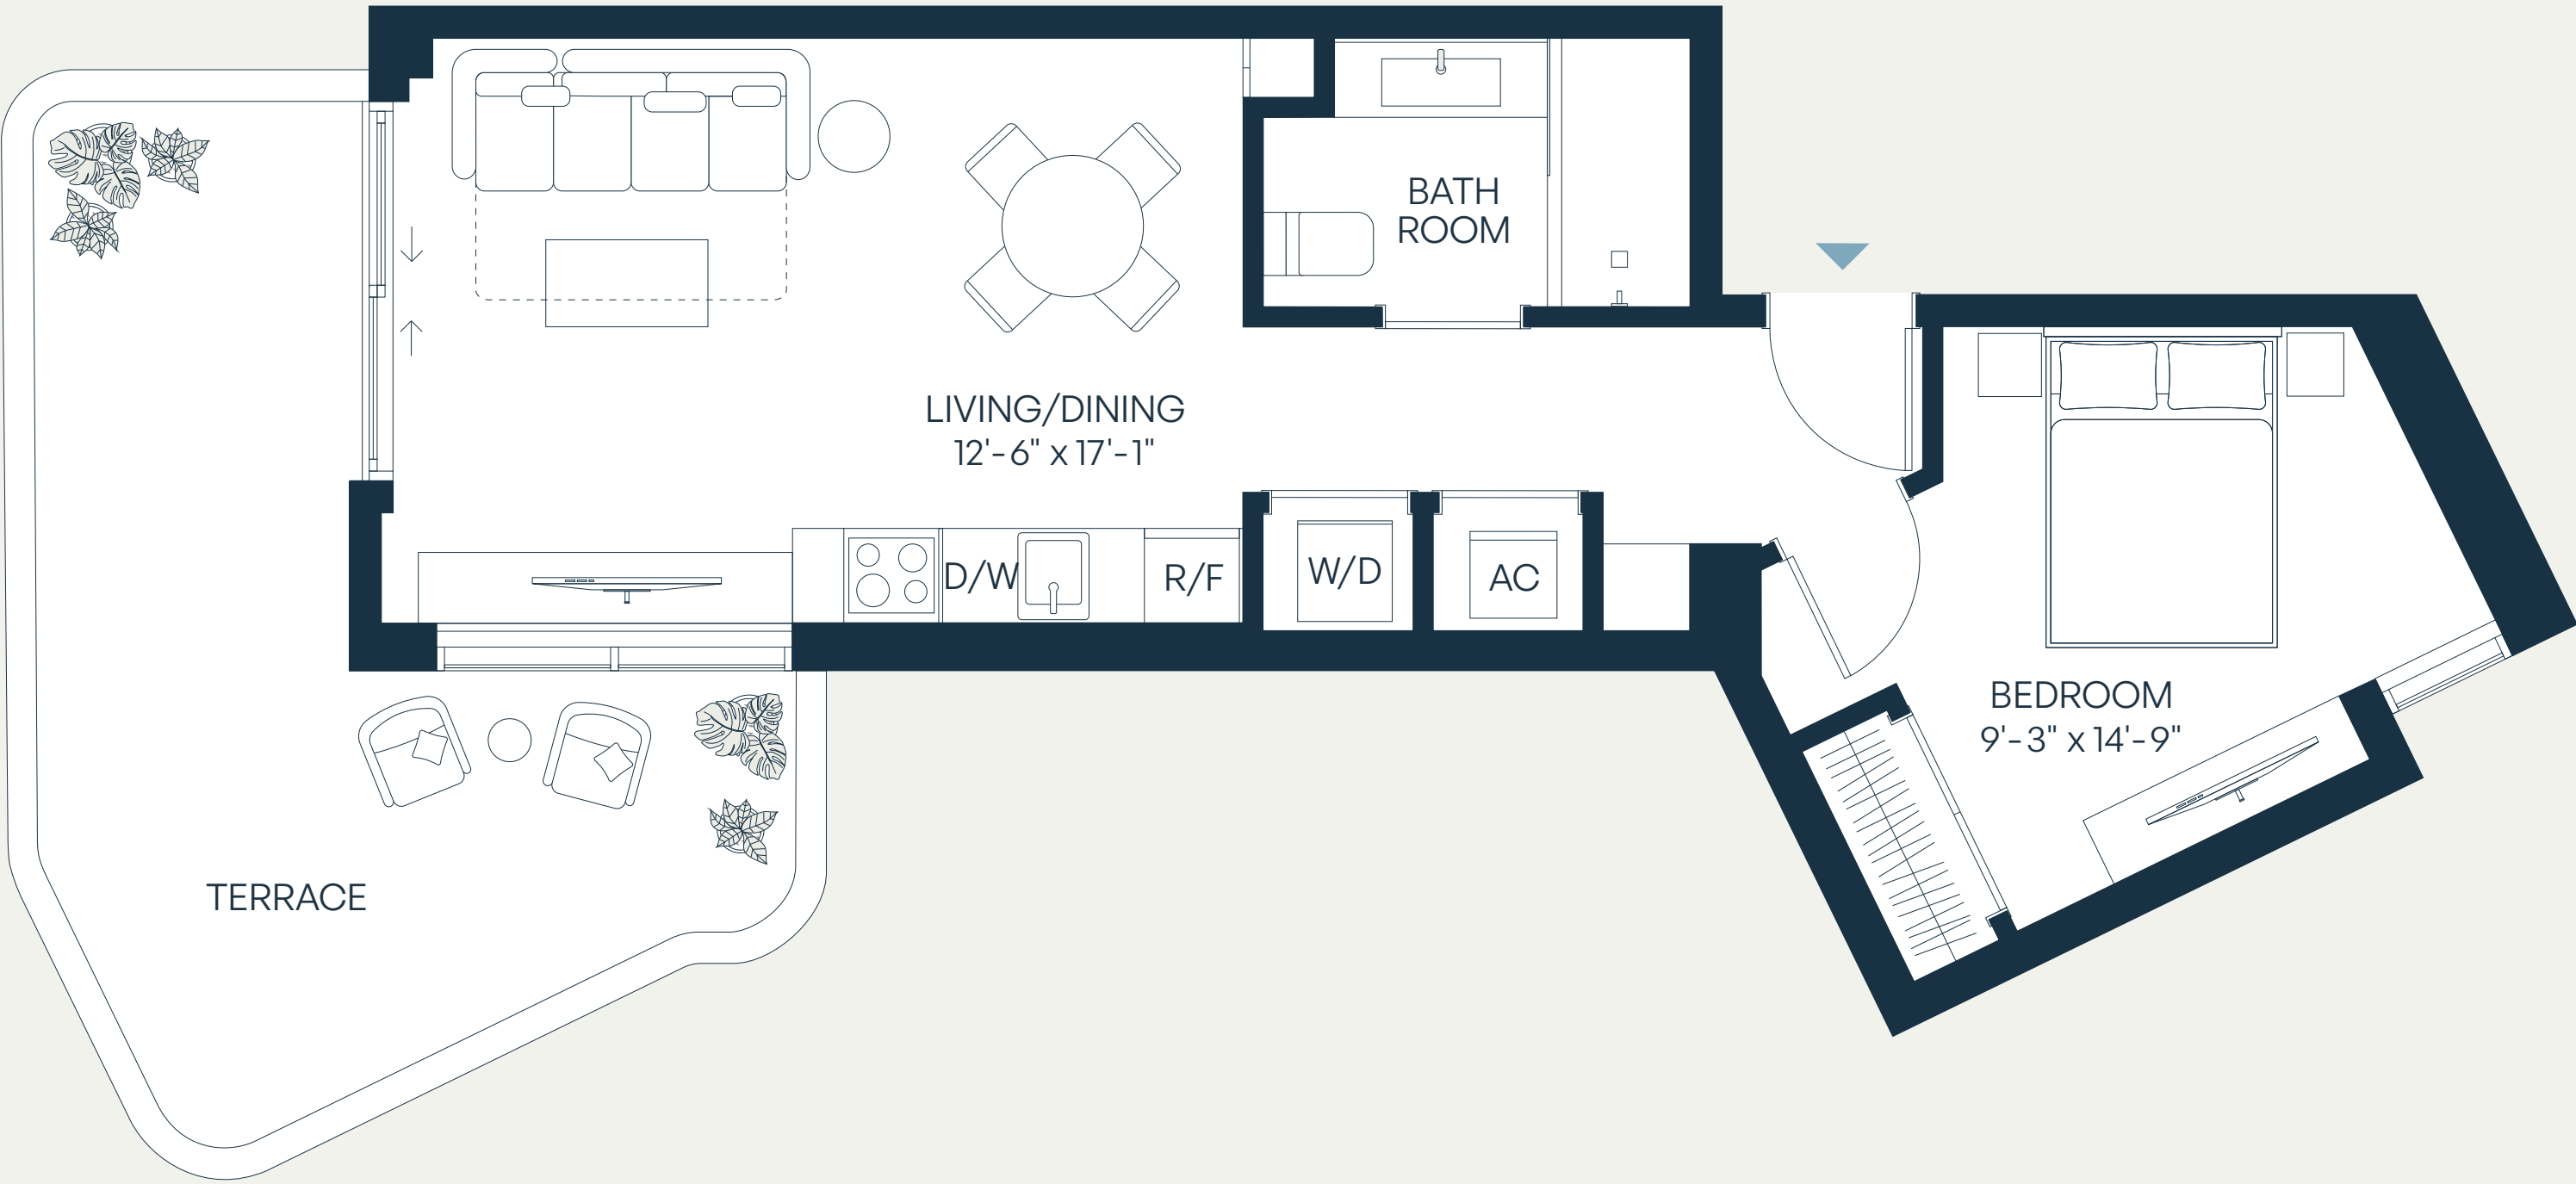 BATH
ROOM
LIVING/DINING
12'-6" x 17'-1"
D/W
R/F
W/D
AC
BEDROOM
9'-3" x 14'-9"
TERRACE